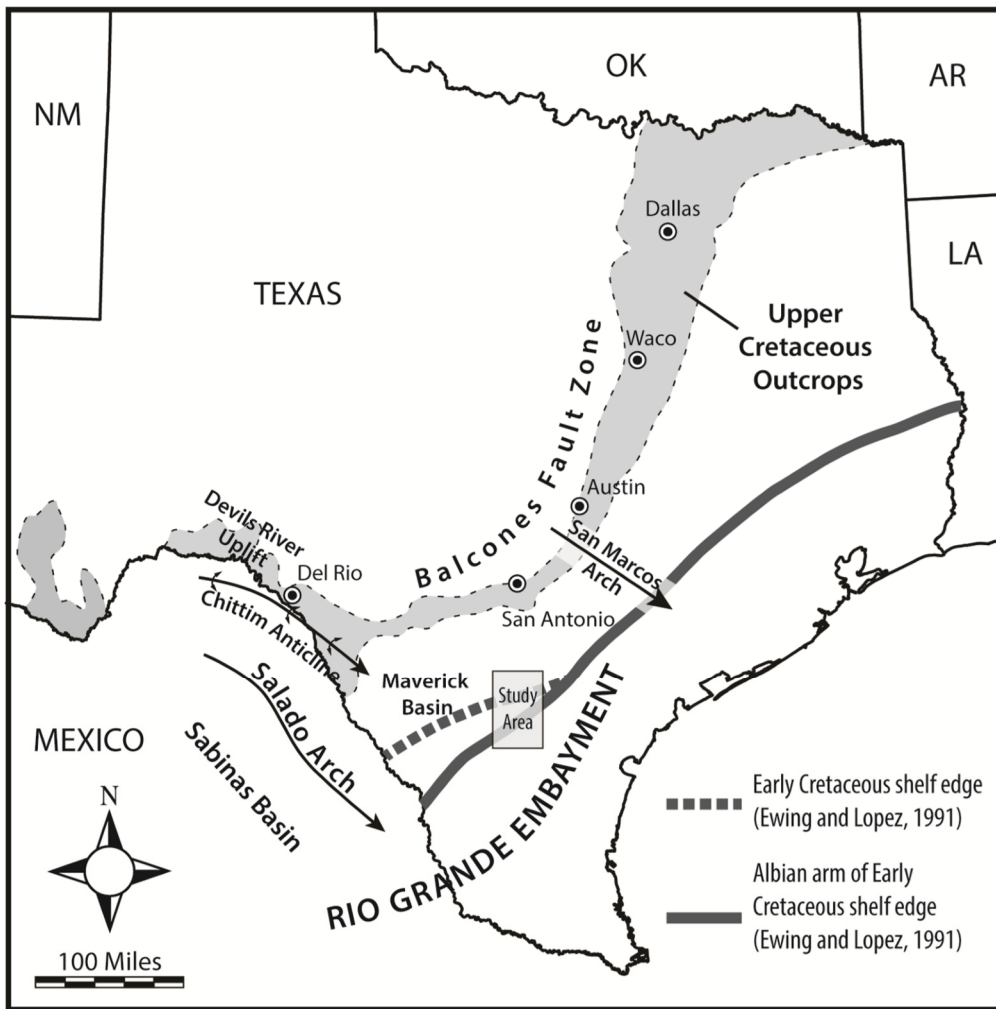 NM
OK
AR
Dallas
LA
TEXAS
Upper
Cretaceous
Outcrops
Waco
Balcones Fault Zone
Austin
Devils River
Uplift
San Marcos
Arch
Del Rio
San Antonio
Chittim Anticline
Maverick
Basin
Study
Area
Salado Arch
MEXICO
Sabinas Basin
RIO GRANDE EMBAYMENT
N
100 Miles
Early Cretaceous shelf edge
(Ewing and Lopez, 1991)
Albian arm of Early
Cretaceous shelf edge
(Ewing and Lopez, 1991)